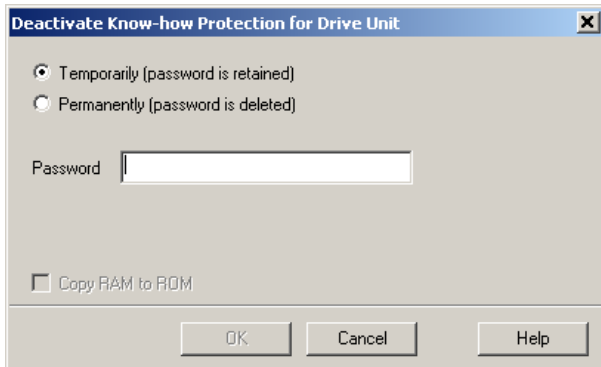 Deactivate Know-how Protection for Drive Unit
Temporarily (password is retained)
Permanently (password is deleted)
Password
Copy RAM to ROM
OK Cancel Help